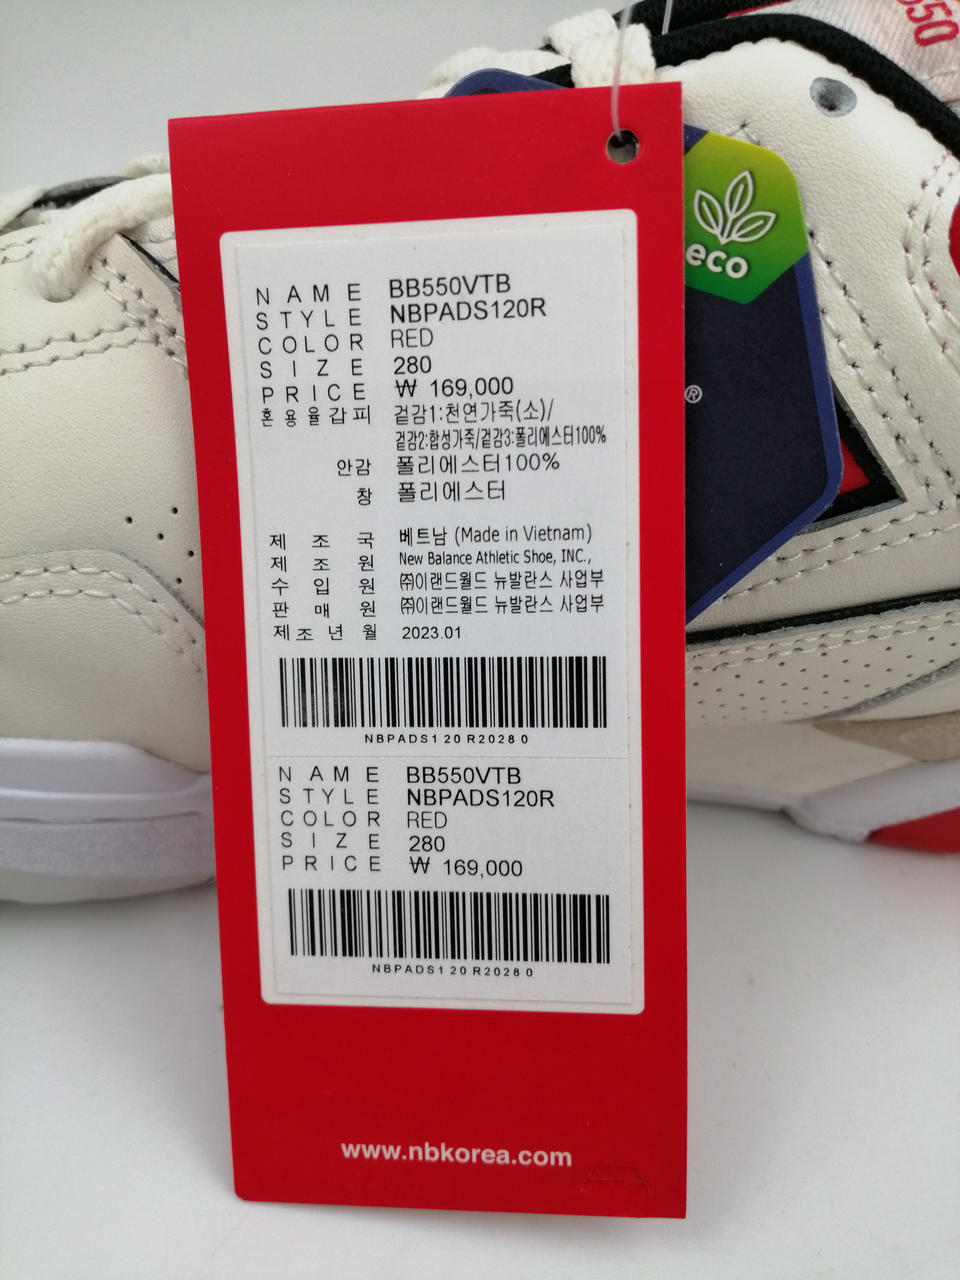 550
eco
®
NAME BB550VTB
STYLE NBPADS120R
COLOR RED
SIZE 280
PRICE ₩ 169,000
혼용율갑피 겉감1:천연가죽(소)/
겉감2:합성가죽/겉감3:폴리에스터100%
안감 폴리에스터100%
창 폴리에스터
제조국 베트남 (Made in Vietnam)
제조원 New Balance Athletic Shoe, INC.,
수입원 ㈜이랜드월드 뉴발란스 사업부
판매원 ㈜이랜드월드 뉴발란스 사업부
제조년월 2023.01
NBPADS120R20280
NAME BB550VTB
STYLE NBPADS120R
COLOR RED
SIZE 280
PRICE ₩ 169,000
NBPADS120R20280
www.nbkorea.com